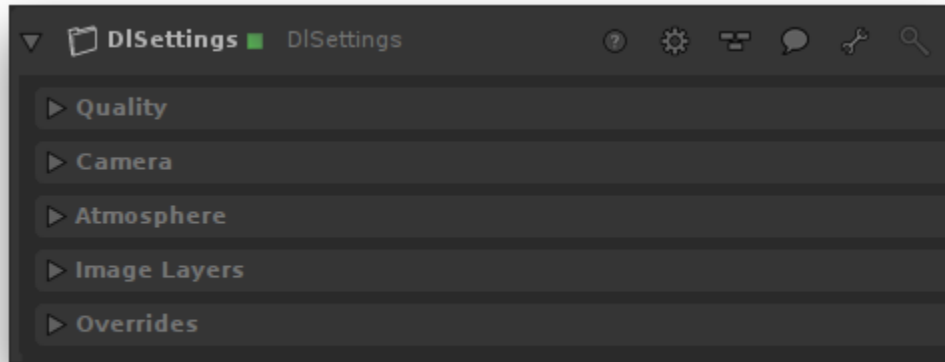 DlSettings DlSettings
Quality
Camera
Atmosphere
Image Layers
Overrides